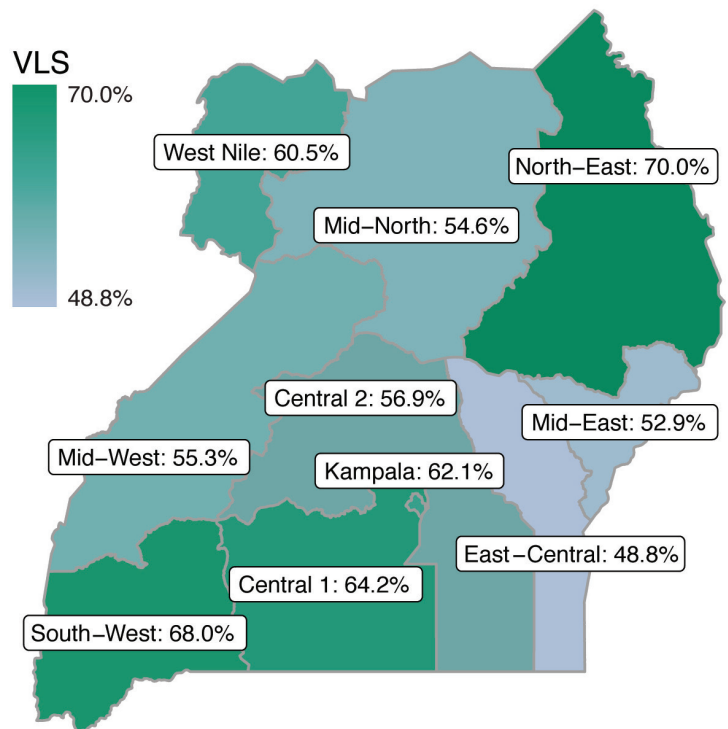 VLS
70.0%
48.8%
West Nile: 60.5%
North−East: 70.0%
Mid−North: 54.6%
Central 2: 56.9%
Mid−East: 52.9%
Mid−West: 55.3%
Kampala: 62.1%
East−Central: 48.8%
Central 1: 64.2%
South−West: 68.0%